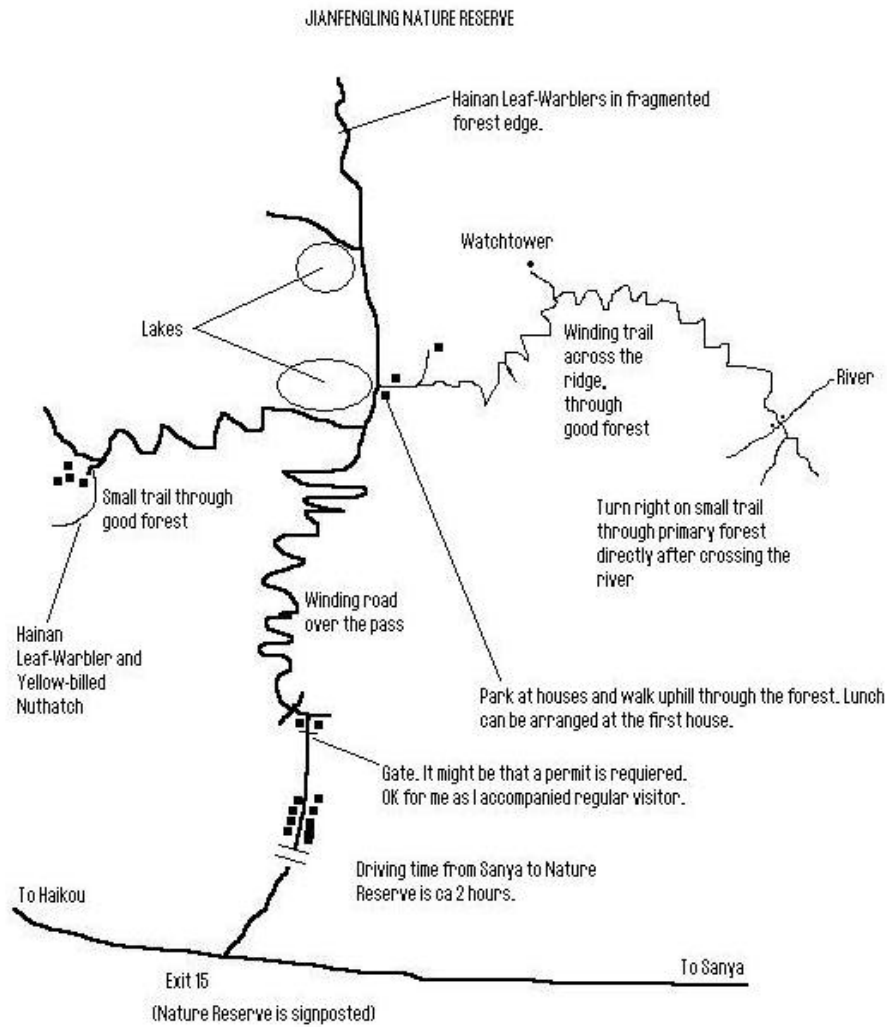 JIANFENGLING NATURE RESERVE
Hainan Leaf-Warblers in fragmented
forest edge.
Watchtower
Lakes
Winding trail
across the
ridge.
through
good forest
River
Small trail through
good forest
Turn right on small trail
through primary forest
directly after crossing the
river
Winding road
over the pass
Hainan
Leaf-Warbler and
Yellow-billed
Nuthatch
Park at houses and walk uphill through the forest. Lunch
can be arranged at the first house.
Gate. It might be that a permit is requiered.
OK for me as I accompanied regular visitor.
Driving time from Sanya to Nature
Reserve is ca 2 hours.
To Haikou
To Sanya
Exit 15
(Nature Reserve is signposted)